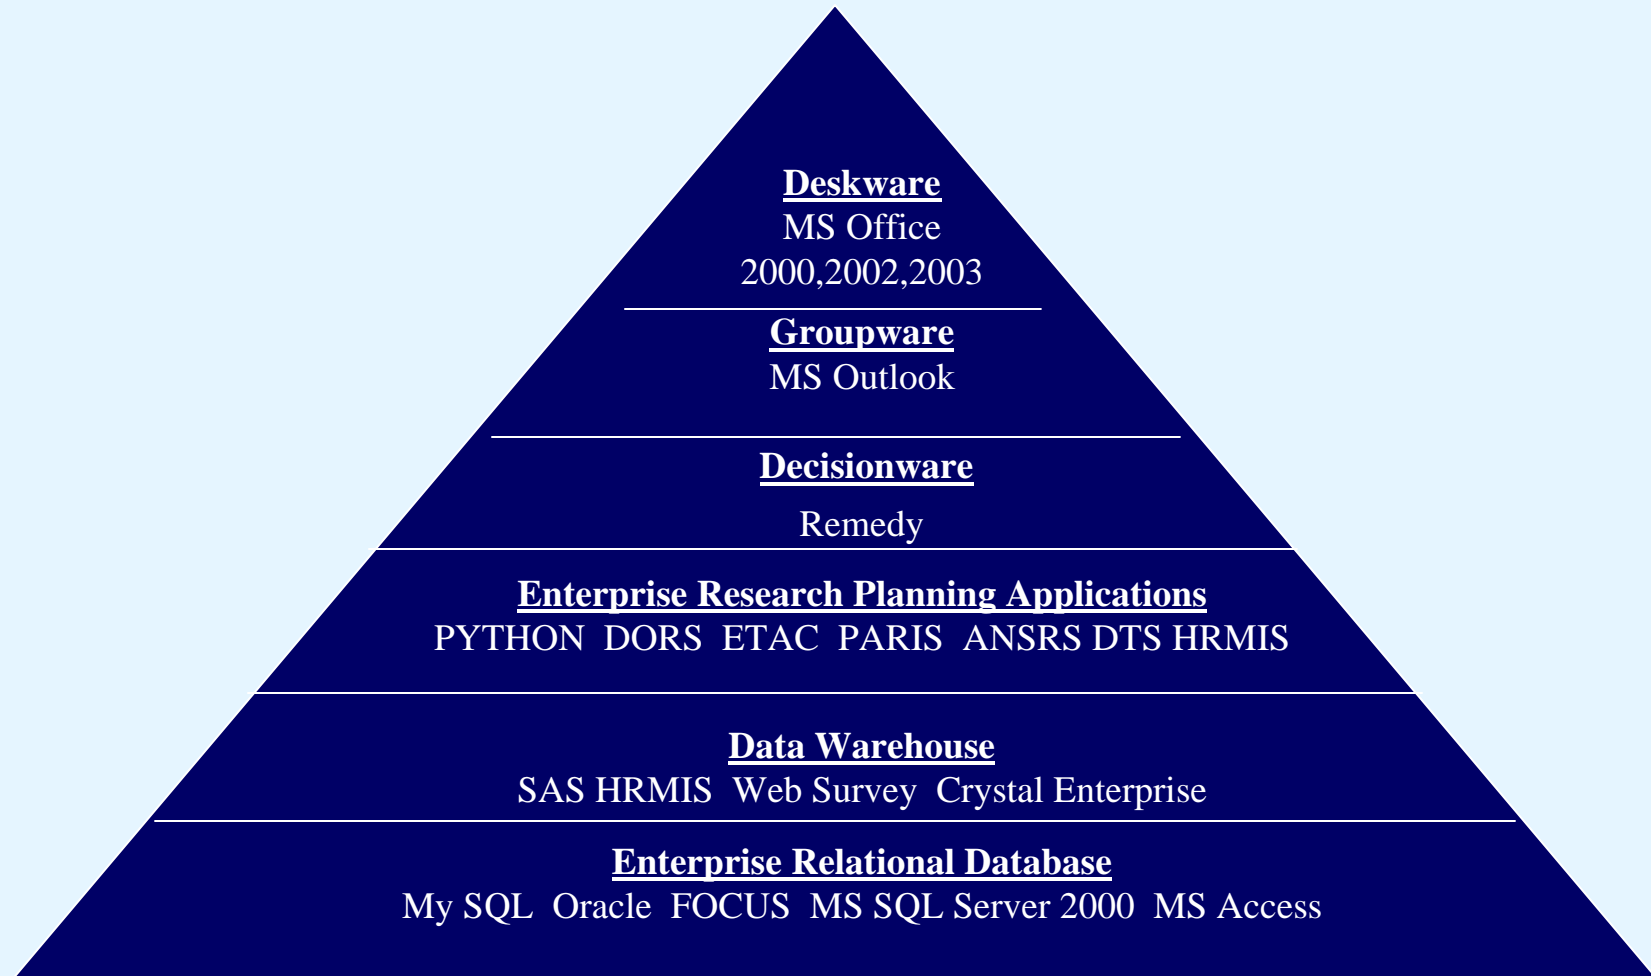 Deskware
MS Office
2000,2002,2003
Groupware
MS Outlook
Decisionware
Remedy
Enterprise Research Planning Applications
PYTHON DORS ETAC PARIS ANSRS DTS HRMIS
Data Warehouse
SAS HRMIS Web Survey Crystal Enterprise
Enterprise Relational Database
My SQL Oracle FOCUS MS SQL Server 2000 MS Access